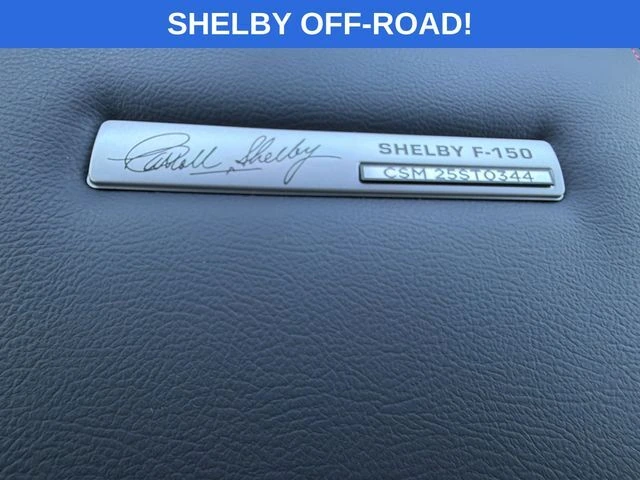 SHELBY OFF-ROAD!
Carroll Shelby
SHELBY F-150
CSM 25ST0344